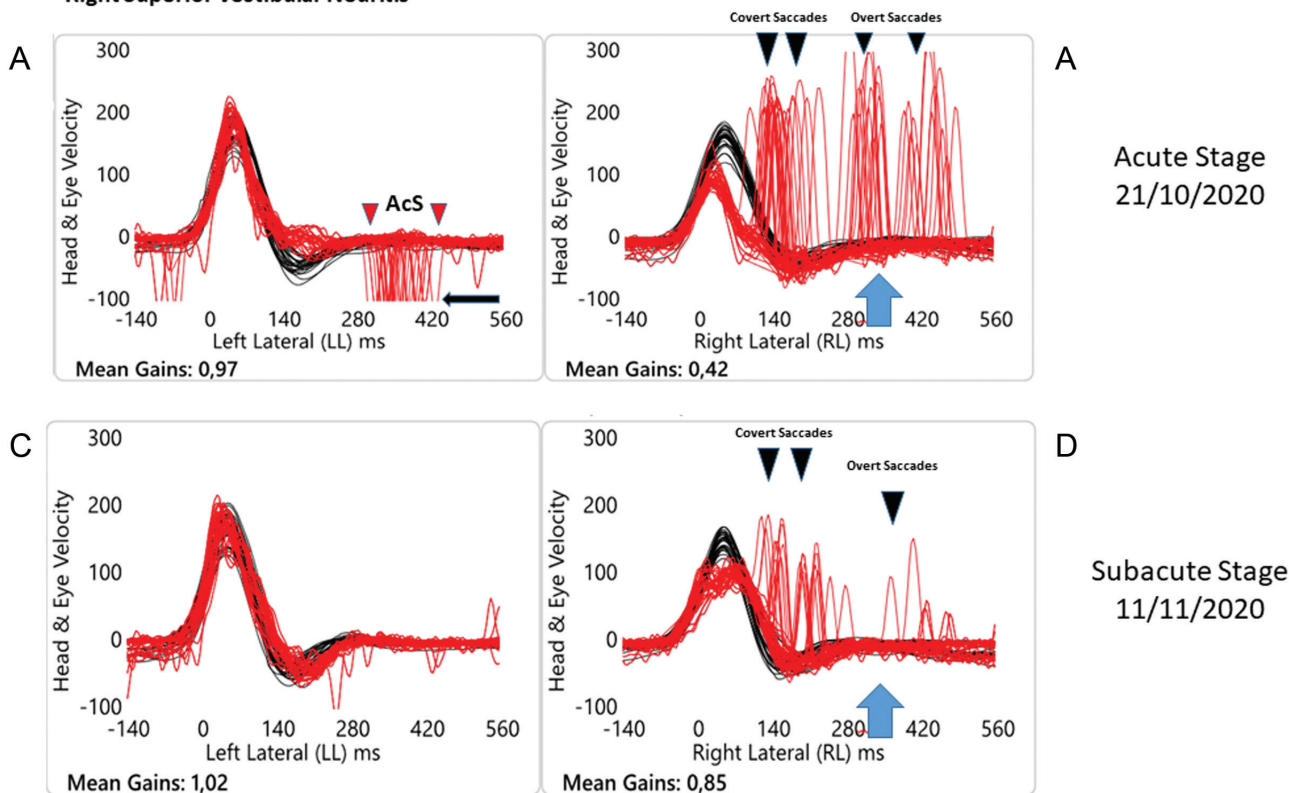 Right Superior Vestibular Neuritis
Covert Saccades Overt Saccades
A
300
200
100
0
-100
Head & Eye Velocity
AcS
-140 0 140 280 420 560
Left Lateral (LL) ms
Mean Gains: 0,97
300
200
100
0
-100
Head & Eye Velocity
-140 0 140 280 420 560
Right Lateral (RL) ms
Mean Gains: 0,42
A
Acute Stage
21/10/2020
C
300
200
100
0
-100
Head & Eye Velocity
-140 0 140 280 420 560
Left Lateral (LL) ms
Mean Gains: 1,02
Covert Saccades
Overt Saccades
300
200
100
0
-100
Head & Eye Velocity
-140 0 140 280 420 560
Right Lateral (RL) ms
Mean Gains: 0,85
D
Subacute Stage
11/11/2020